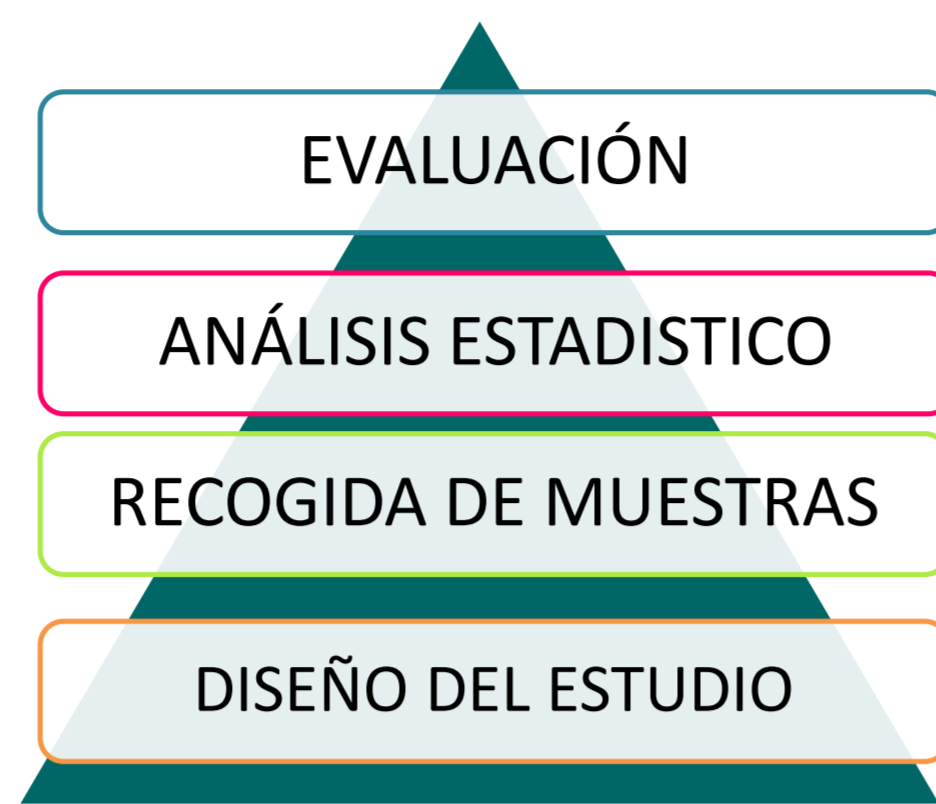 EVALUACIÓN
ANÁLISIS ESTADISTICO
RECOGIDA DE MUESTRAS
DISEÑO DEL ESTUDIO